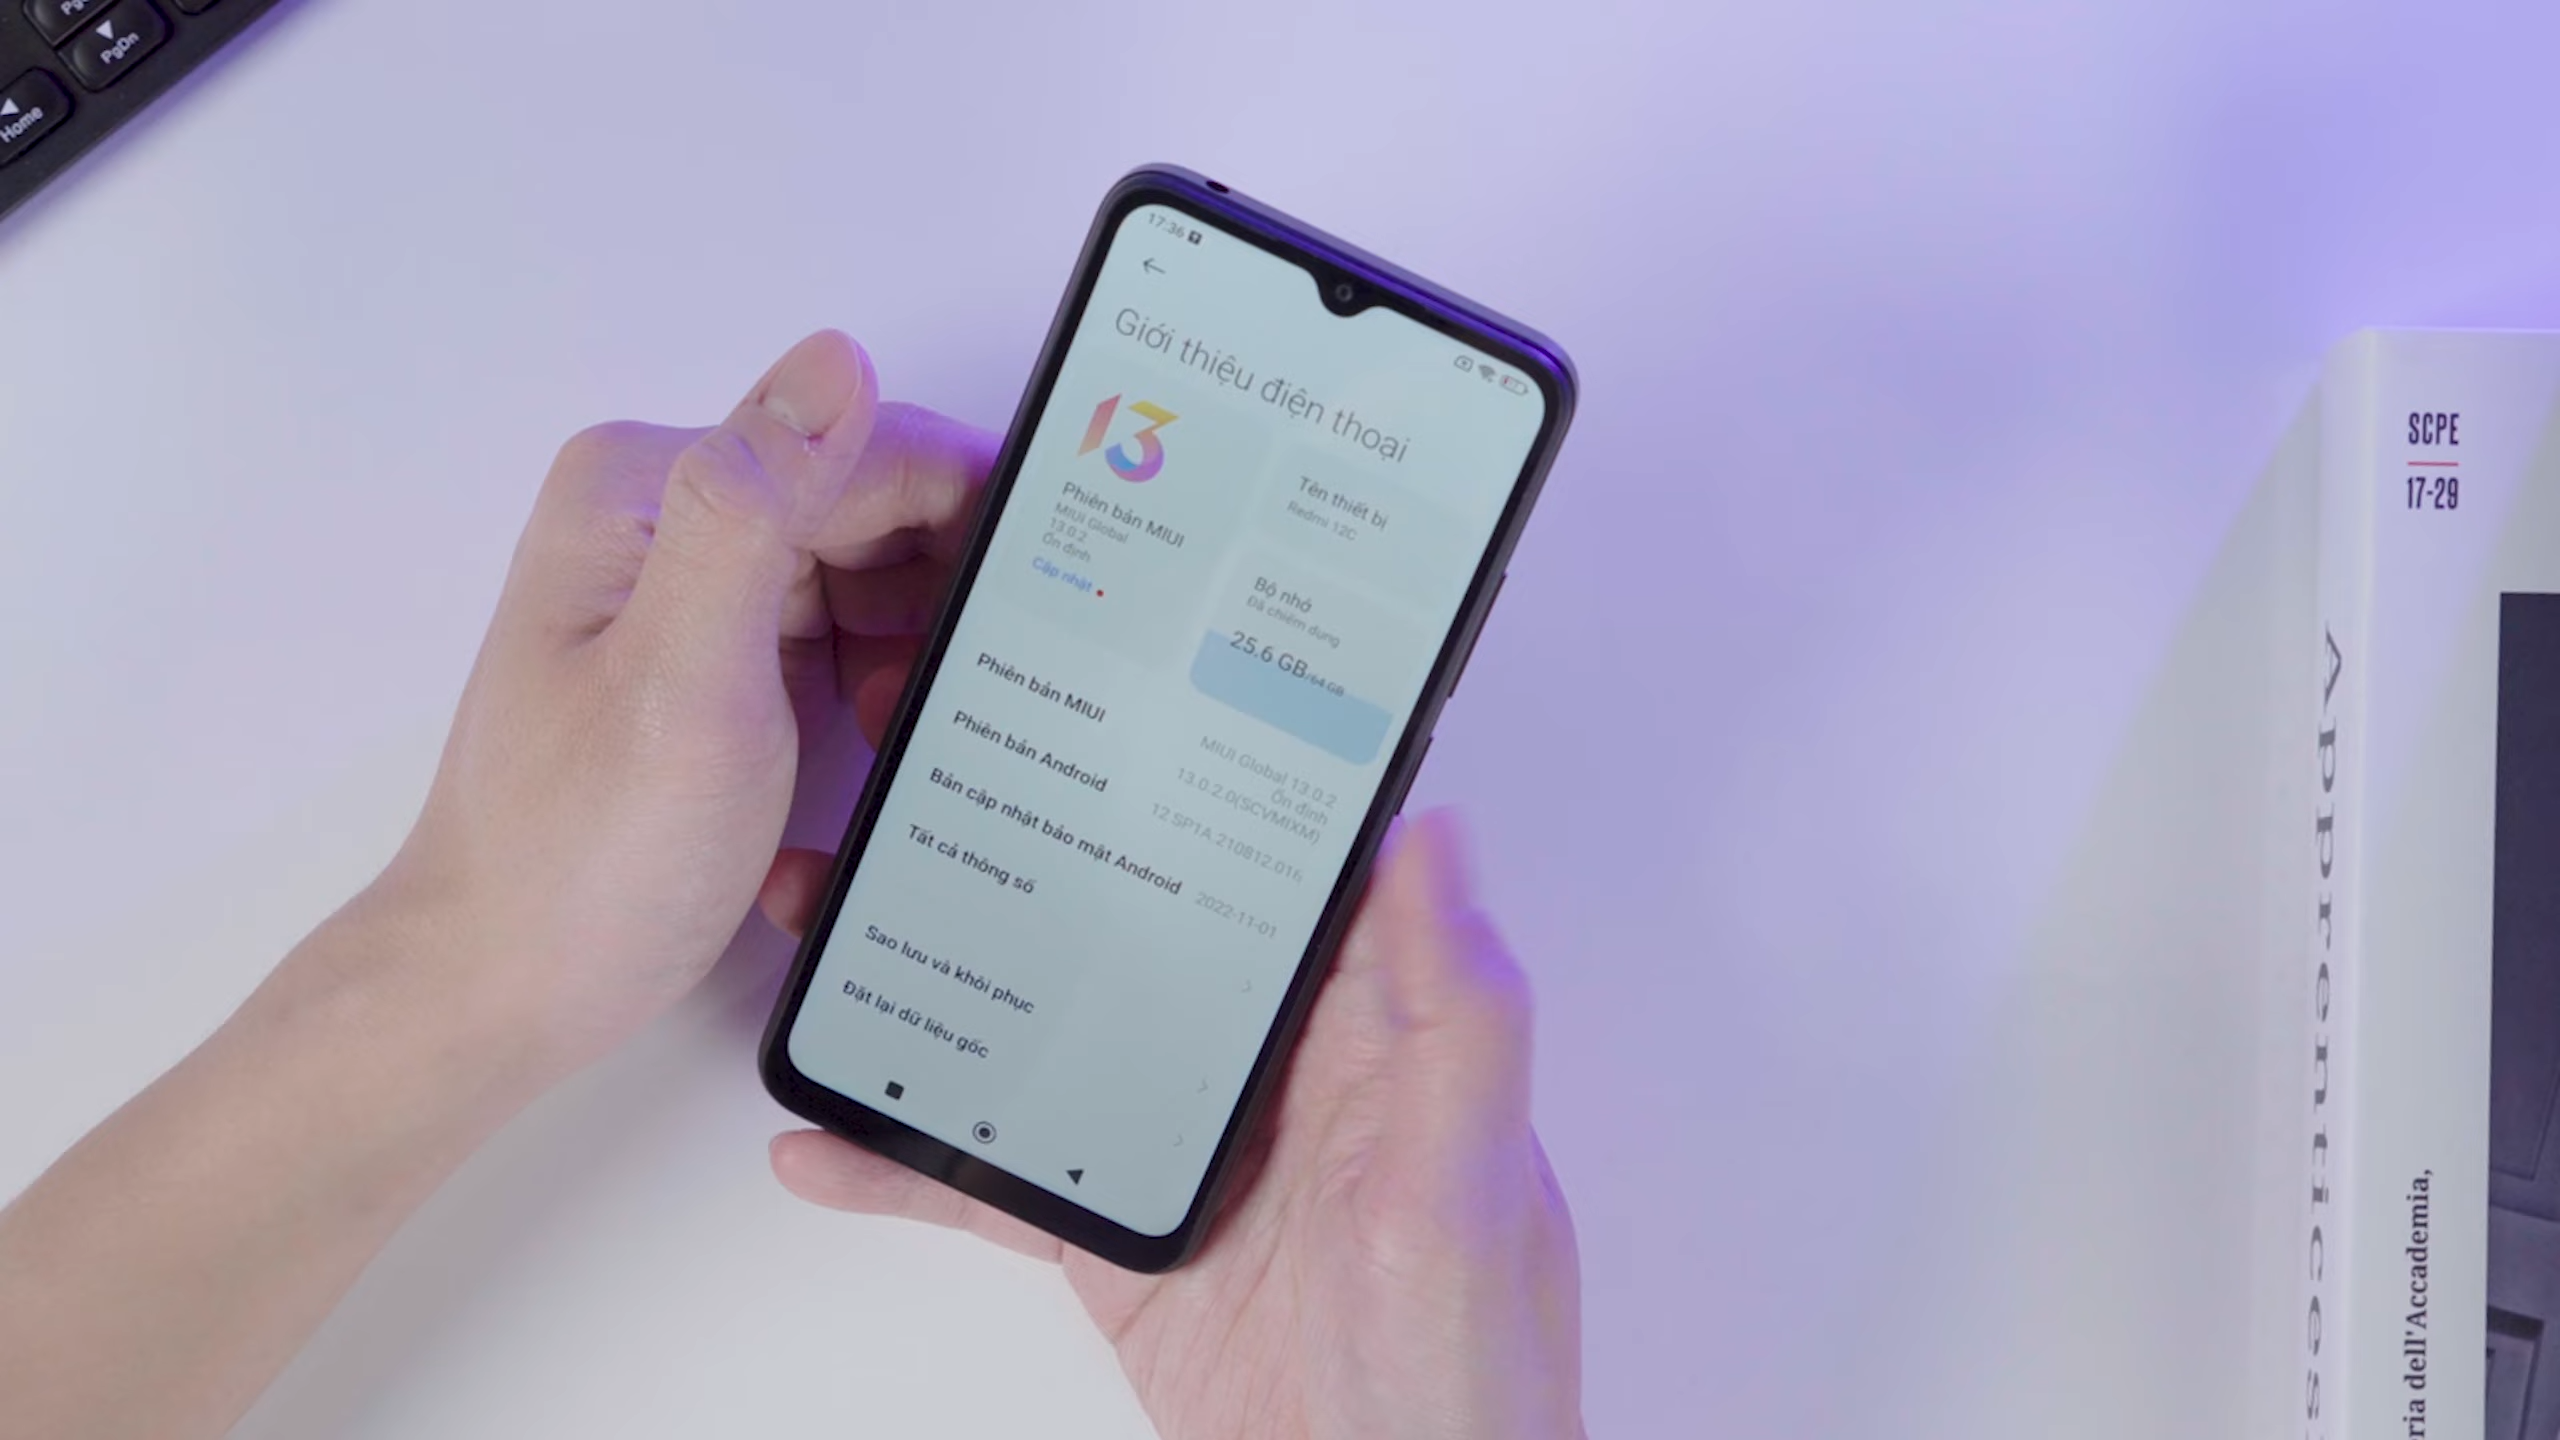 PgDn
Home
17:36
Giới thiệu điện thoại
13
Phiên bản MIUI
MIUI Global
13.0.2
Ổn định
Cập nhật
Tên thiết bị
Redmi 12C
Bộ nhớ
Đã chiếm dụng
25.6 GB/64 GB
Phiên bản MIUI
MIUI Global 13.0.2
Ổn định
13.0.2.0(SCVMIXM)
Phiên bản Android
12 SP1A.210812.016
Bản cập nhật bảo mật Android
2022-11-01
Tất cả thông số
Sao lưu và khôi phục
Đặt lại dữ liệu gốc
SCPE
17-29
dell'Accademia,